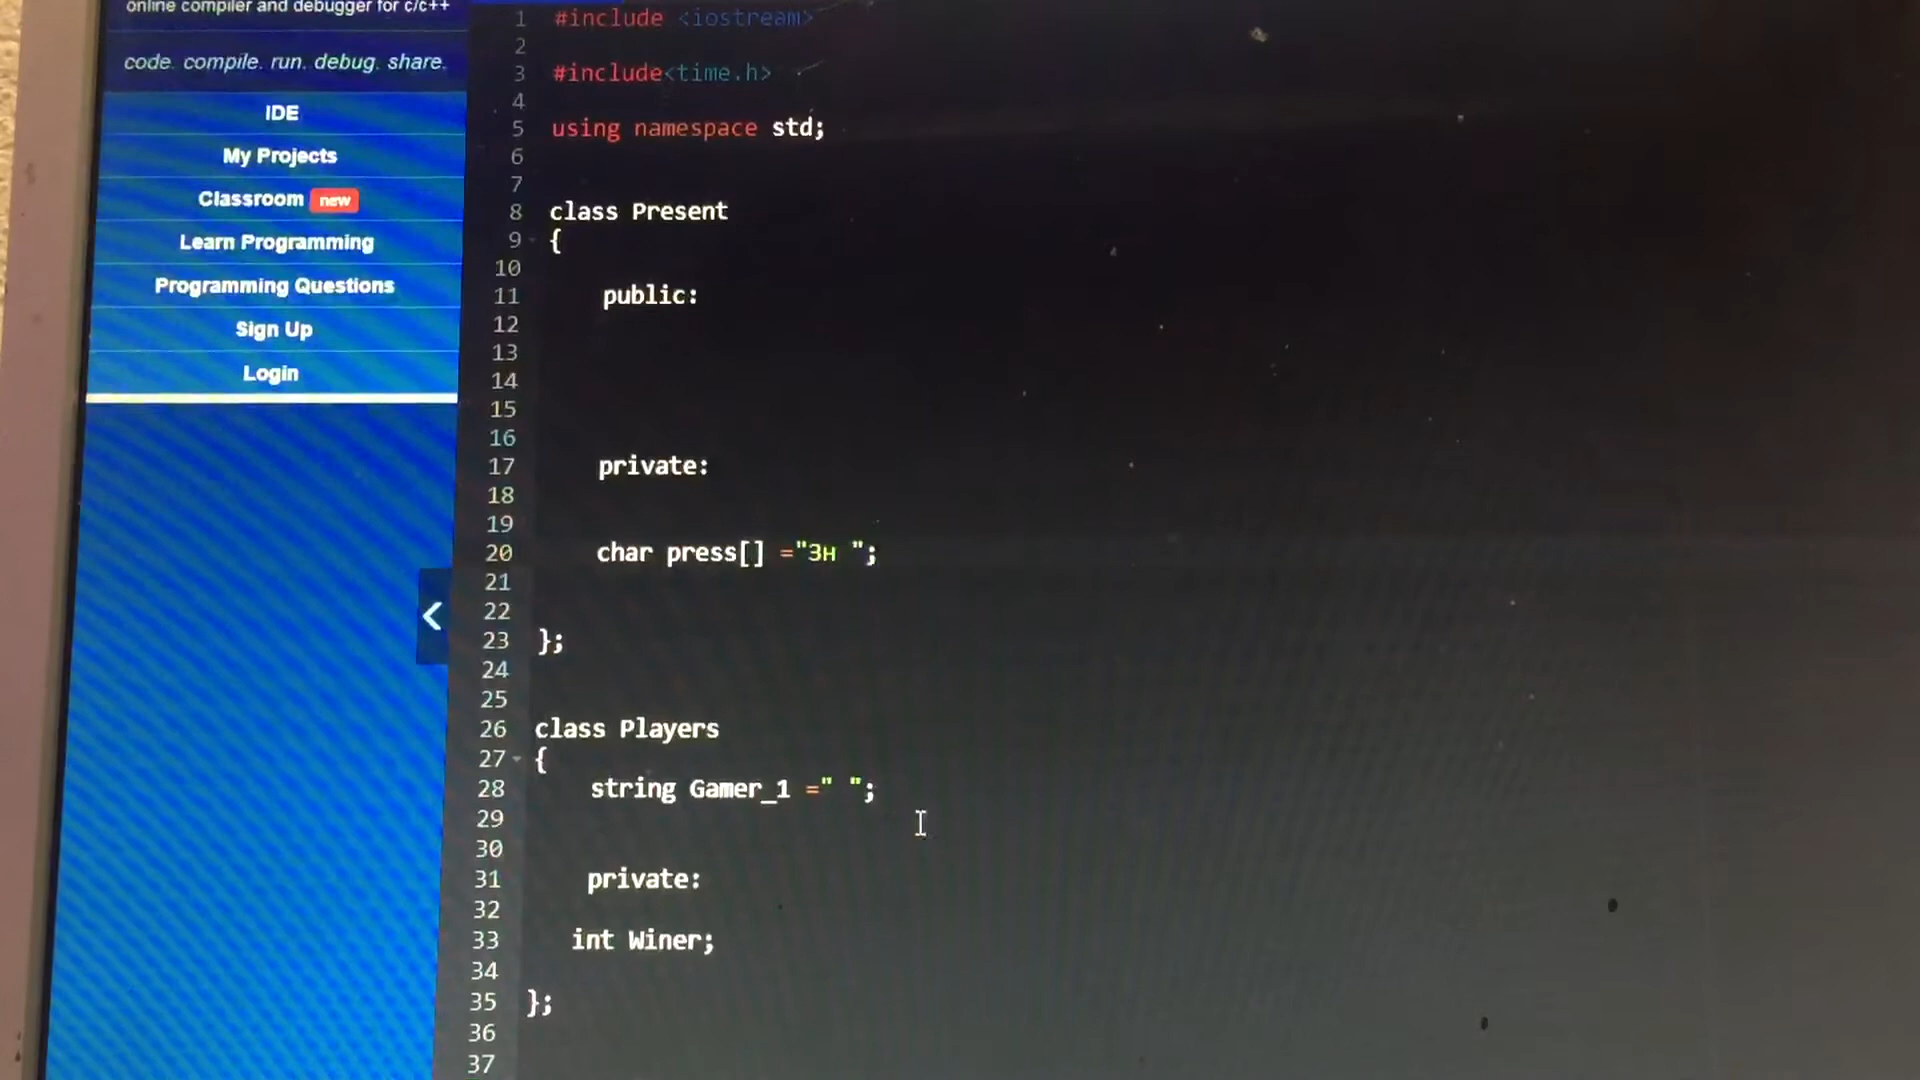 online compiler and debugger for c/c++
code. compile. run. debug. share.
IDE
My Projects
Classroom new
Learn Programming
Programming Questions
Sign Up
Login
1 #include <iostream>
2
3 #include<time.h>
4
5 using namespace std;
6
7
8 class Present
9 {
10
11 public:
12
13
14
15
16
17 private:
18
19
20 char press[] ="Зн ";
21
22
23 };
24
25
26 class Players
27 {
28 string Gamer_1 =" ";
29
30
31 private:
32
33 int Winer;
34
35 };
36
37